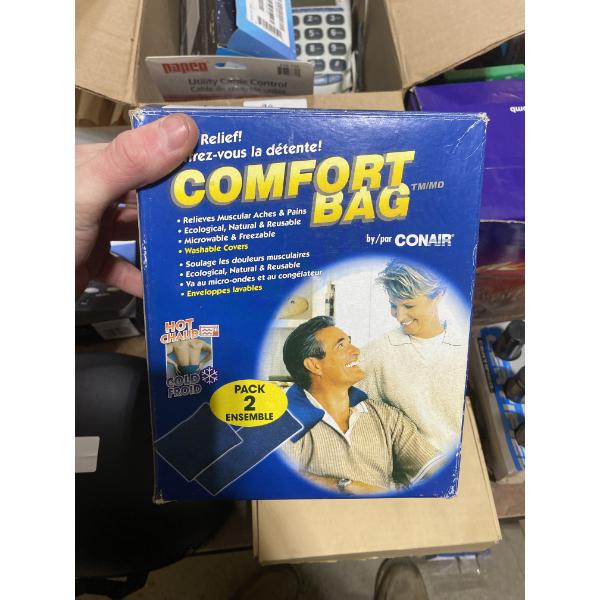 papco
Utility Cable Control
Relief!
rez-vous la détente!
COMFORT
BAG TM/MD
by/par CONAIR®
• Relieves Muscular Aches & Pains
• Ecological, Natural & Reusable
• Microwable & Freezable
• Washable Covers
• Soulage les douleurs musculaires
• Ecological, Natural & Reusable
• Va au micro-ondes et au congélateur
• Enveloppes lavables
HOT
CHAUD
COLD
FROID
PACK
2
ENSEMBLE